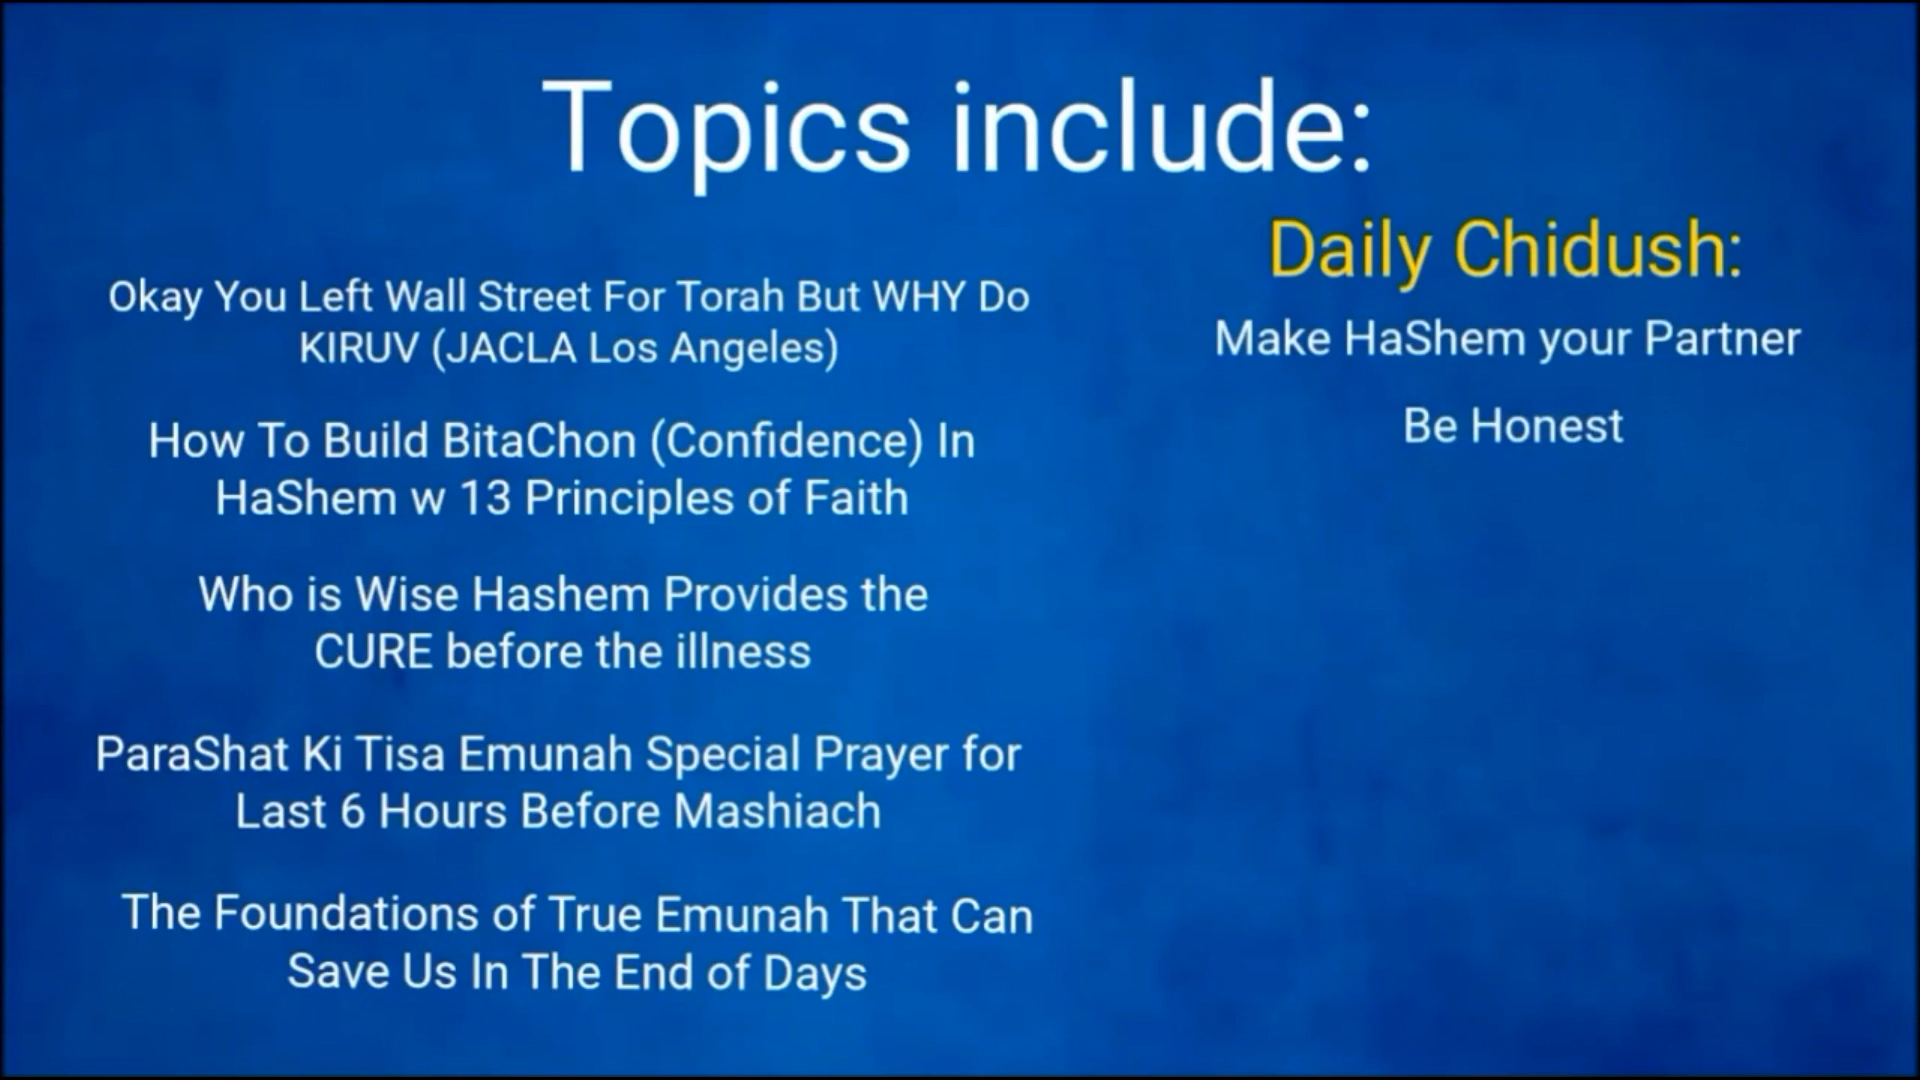 Topics include:
Okay You Left Wall Street For Torah But WHY Do
KIRUV (JACLA Los Angeles)
How To Build BitaChon (Confidence) In
HaShem w 13 Principles of Faith
Who is Wise Hashem Provides the
CURE before the illness
ParaShat Ki Tisa Emunah Special Prayer for
Last 6 Hours Before Mashiach
The Foundations of True Emunah That Can
Save Us In The End of Days
Daily Chidush:
Make HaShem your Partner
Be Honest